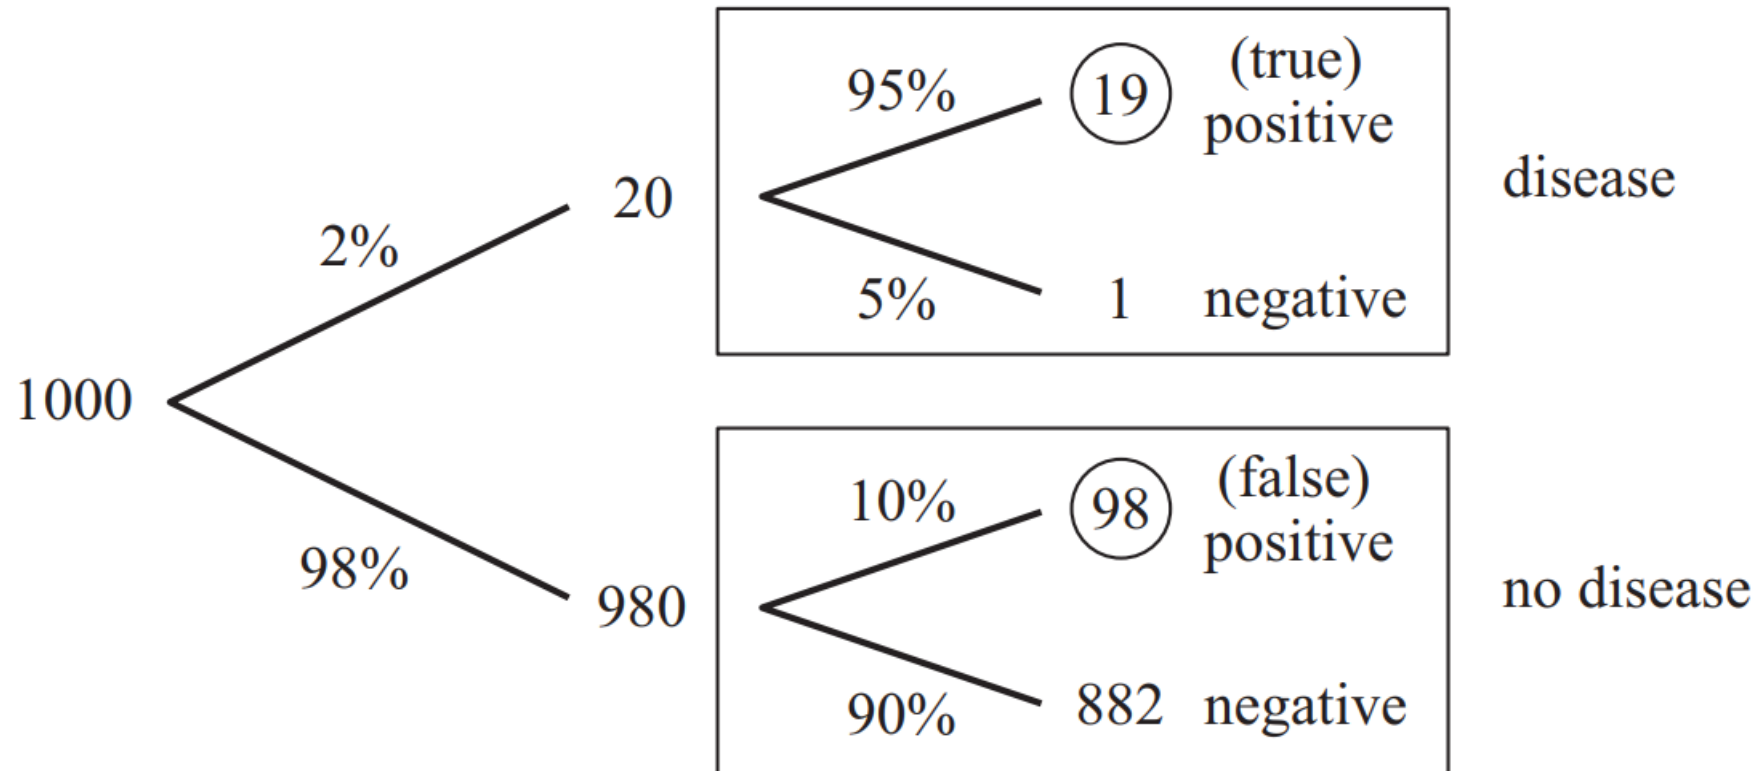 1000
2%
98%
20
95%
19
(true)
positive
5%
1 negative
disease
980
10%
98
(false)
positive
90%
882 negative
no disease